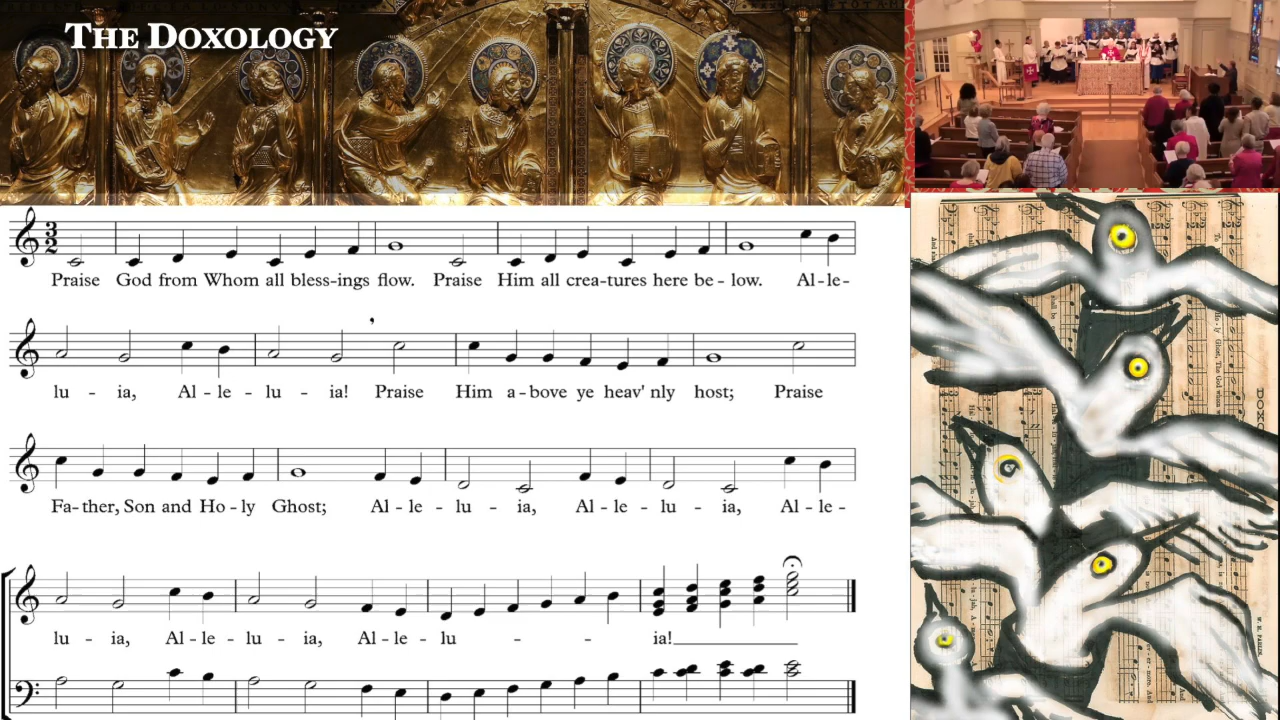 THE DOXOLOGY
3
2
Praise God from Whom all bless-ings flow. Praise Him all crea-tures here be - low. Al-le-
lu - ia, Al - le - lu - ia! Praise Him a-bove ye heav' nly host; Praise
Fa-ther, Son and Ho-ly Ghost; Al - le - lu - ia, Al - le - lu - ia, Al - le -
lu - ia, Al - le - lu - ia, Al - le - lu - - - ia!